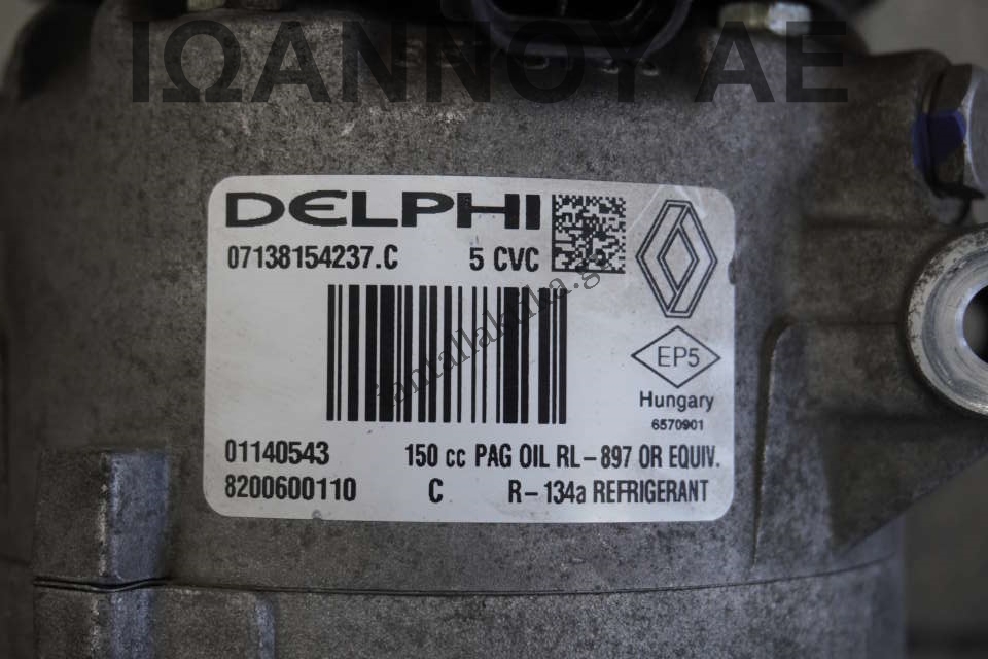 ΙΩΑΝΝΟΥ ΑΕ
DELPHI
07138154237.C 5 CVC
EP5
Hungary
6570901
01140543 150 cc PAG OIL RL-897 OR EQUIV.
8200600110 C R-134a REFRIGERANT